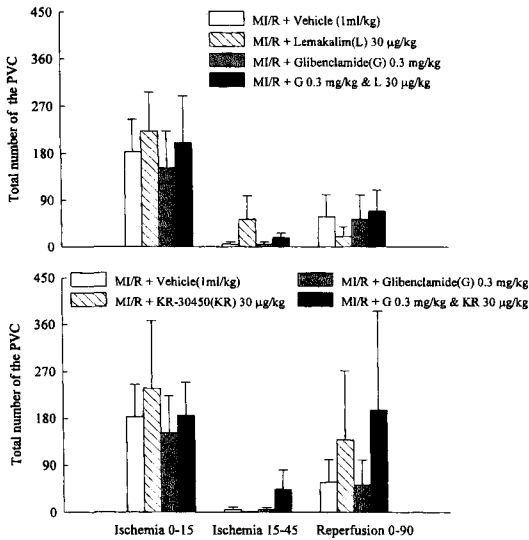 450
360
270
180
90
0
Total number of the PVC
MI/R + Vehicle (1ml/kg)
MI/R + Lemakalim(L) 30 µg/kg
MI/R + Glibenclamide(G) 0.3 mg/kg
MI/R + G 0.3 mg/kg & L 30 µg/kg
450
360
270
180
90
0
Total number of the PVC
MI/R + Vehicle(1ml/kg)
MI/R + Glibenclamide(G) 0.3 mg/kg
MI/R + KR-30450(KR) 30 µg/kg
MI/R + G 0.3 mg/kg & KR 30 µg/kg
Ischemia 0-15
Ischemia 15-45
Reperfusion 0-90